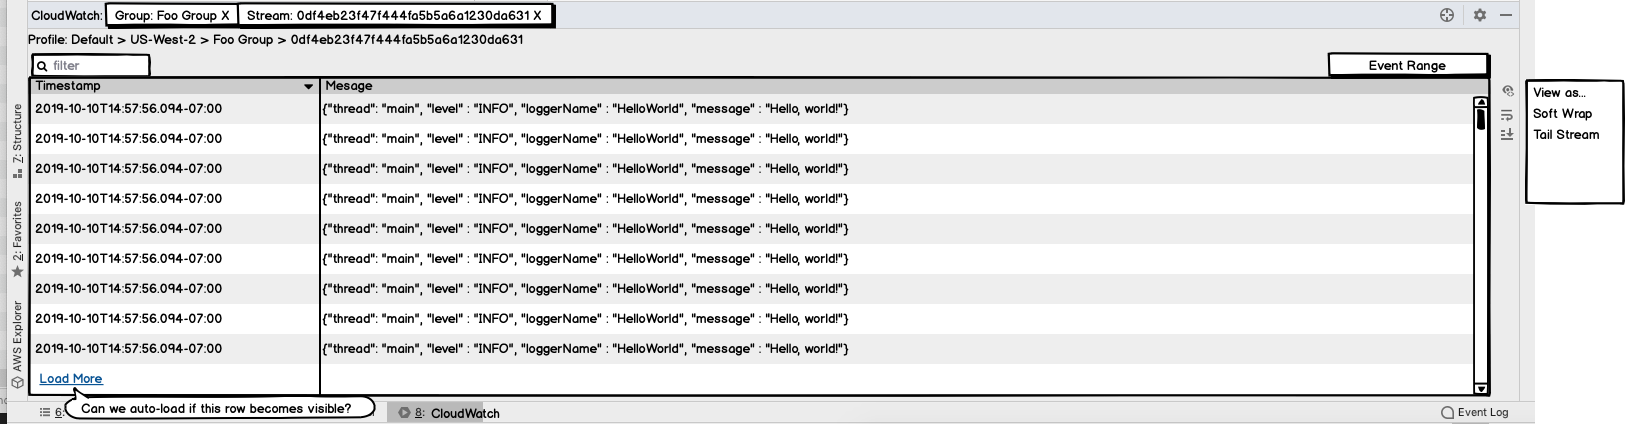 CloudWatch: Group: Foo Group X Stream: 0df4eb23f47f444fa5b5a6a1230da631 X
Profile: Default > US-West-2 > Foo Group > 0df4eb23f47f444fa5b5a6a1230da631
filter
Event Range
Timestamp Message
2019-10-10T14:57:56.094-07:00 {"thread": "main", "level" : "INFO", "loggerName" : "HelloWorld", "message" : "Hello, world!"}
2019-10-10T14:57:56.094-07:00 {"thread": "main", "level" : "INFO", "loggerName" : "HelloWorld", "message" : "Hello, world!"}
2019-10-10T14:57:56.094-07:00 {"thread": "main", "level" : "INFO", "loggerName" : "HelloWorld", "message" : "Hello, world!"}
2019-10-10T14:57:56.094-07:00 {"thread": "main", "level" : "INFO", "loggerName" : "HelloWorld", "message" : "Hello, world!"}
2019-10-10T14:57:56.094-07:00 {"thread": "main", "level" : "INFO", "loggerName" : "HelloWorld", "message" : "Hello, world!"}
2019-10-10T14:57:56.094-07:00 {"thread": "main", "level" : "INFO", "loggerName" : "HelloWorld", "message" : "Hello, world!"}
2019-10-10T14:57:56.094-07:00 {"thread": "main", "level" : "INFO", "loggerName" : "HelloWorld", "message" : "Hello, world!"}
2019-10-10T14:57:56.094-07:00 {"thread": "main", "level" : "INFO", "loggerName" : "HelloWorld", "message" : "Hello, world!"}
2019-10-10T14:57:56.094-07:00 {"thread": "main", "level" : "INFO", "loggerName" : "HelloWorld", "message" : "Hello, world!"}
Load More
Can we auto-load if this row becomes visible?
View as...
Soft Wrap
Tail Stream
7: Structure
2: Favorites
AWS Explorer
6: 8: CloudWatch Event Log